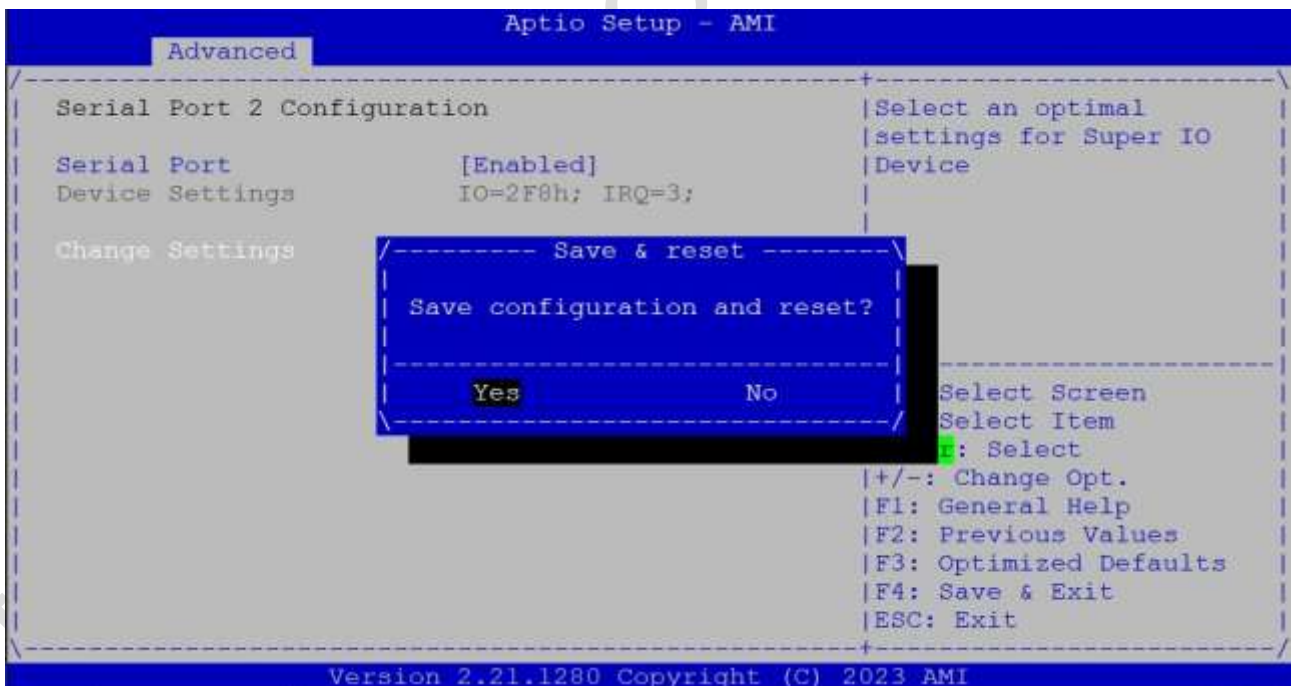 Aptio Setup - AMI
Advanced
Serial Port 2 Configuration
Serial Port [Enabled]
Device Settings IO=2F8h; IRQ=3;
Change Settings
Select an optimal
settings for Super IO
Device
--------- Save & reset ---------
Save configuration and reset?
Yes No
Select Screen
Select Item
r: Select
+/-: Change Opt.
F1: General Help
F2: Previous Values
F3: Optimized Defaults
F4: Save & Exit
ESC: Exit
Version 2.21.1280 Copyright (C) 2023 AMI